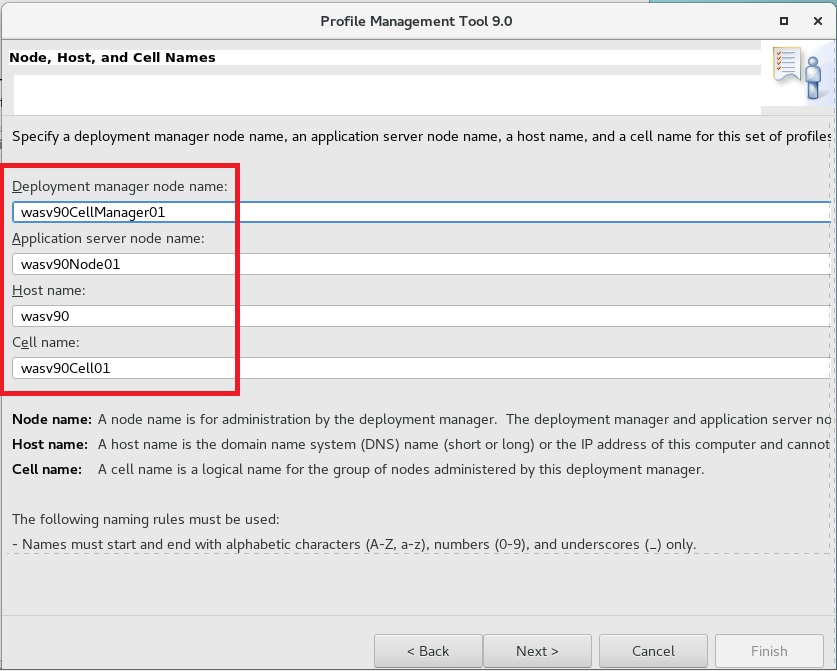 Profile Management Tool 9.0
Node, Host, and Cell Names
Specify a deployment manager node name, an application server node name, a host name, and a cell name for this set of profiles
Deployment manager node name:
wasv90CellManager01
Application server node name:
wasv90Node01
Host name:
wasv90
Cell name:
wasv90Cell01
Node name: A node name is for administration by the deployment manager. The deployment manager and application server no
Host name: A host name is the domain name system (DNS) name (short or long) or the IP address of this computer and cannot
Cell name: A cell name is a logical name for the group of nodes administered by this deployment manager.
The following naming rules must be used:
- Names must start and end with alphabetic characters (A-Z, a-z), numbers (0-9), and underscores (_) only.
< Back Next > Cancel Finish